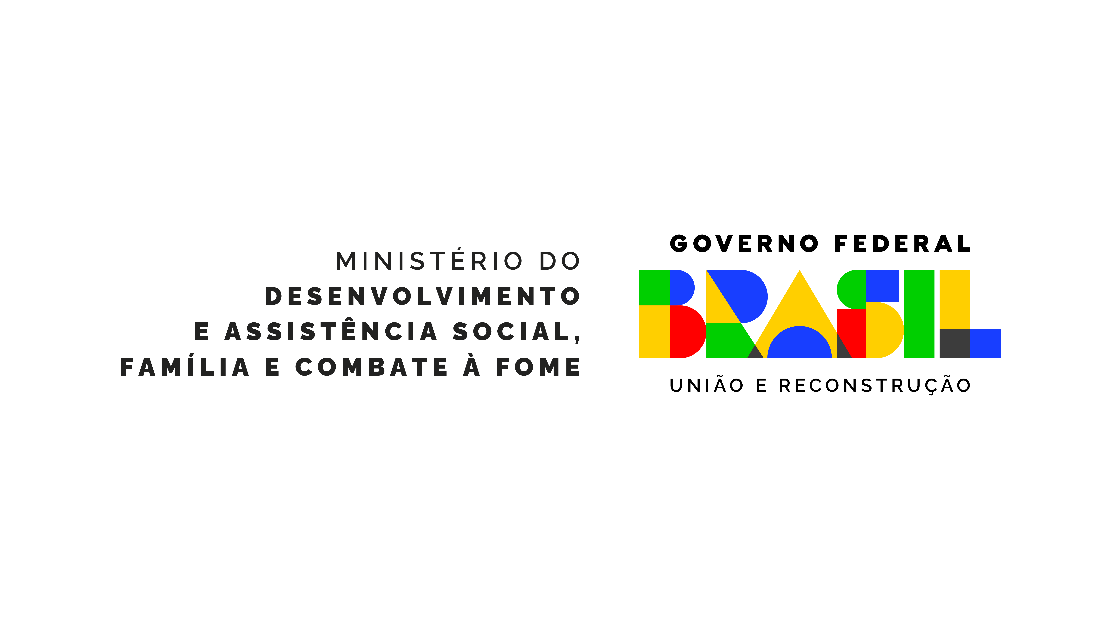 MINISTÉRIO DO
DESENVOLVIMENTO
E ASSISTÊNCIA SOCIAL,
FAMÍLIA E COMBATE À FOME
GOVERNO FEDERAL
BRASIL
UNIÃO E RECONSTRUÇÃO